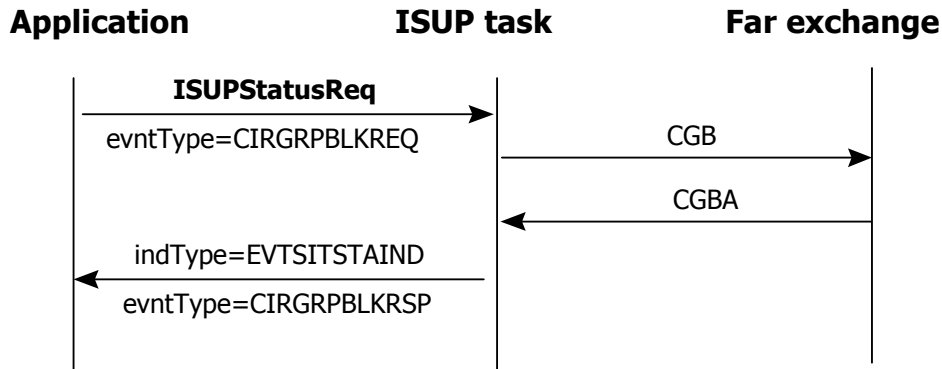 Application ISUP task Far exchange
ISUPStatusReq
evntType=CIRGRPBLKREQ
CGB
CGBA
indType=EVTSITSTAIND
evntType=CIRGRPBLKRSP